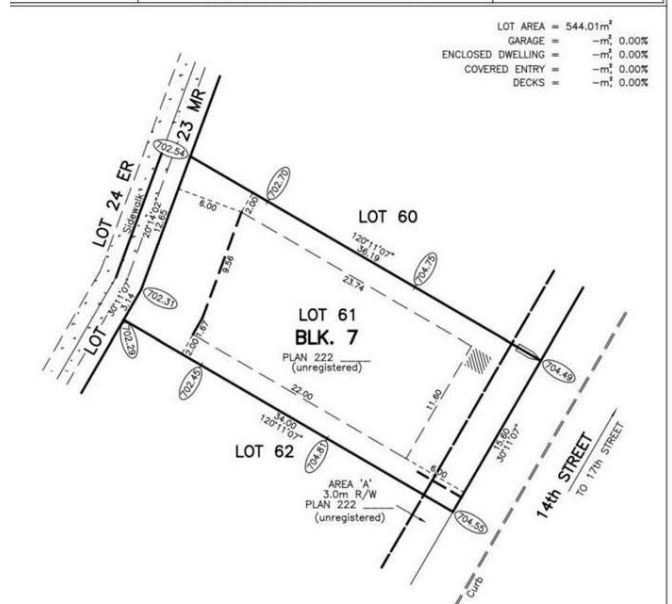 LOT AREA = 544.01m²
GARAGE = -m², 0.00%
ENCLOSED DWELLING = -m², 0.00%
COVERED ENTRY = -m², 0.00%
DECKS = -m², 0.00%
LOT 24 ER
Sidewalk
LOT 23 MR
702.54
20°14'02"
12.65
30°11'07"
3.14
702.31
702.29
702.70
6.00
2.00
LOT 60
120°11'07"
36.19
704.75
23.74
9.56
LOT 61
BLK. 7
PLAN 222 ____
(unregistered)
1.67
2.00
702.45
22.00
11.60
704.49
34.00
120°11'07"
LOT 62
704.81
6.00
15.60
30°11'07"
AREA 'A'
3.0m R/W
PLAN 222 ____
(unregistered)
704.55
14th STREET
TO 17th STREET
Curb